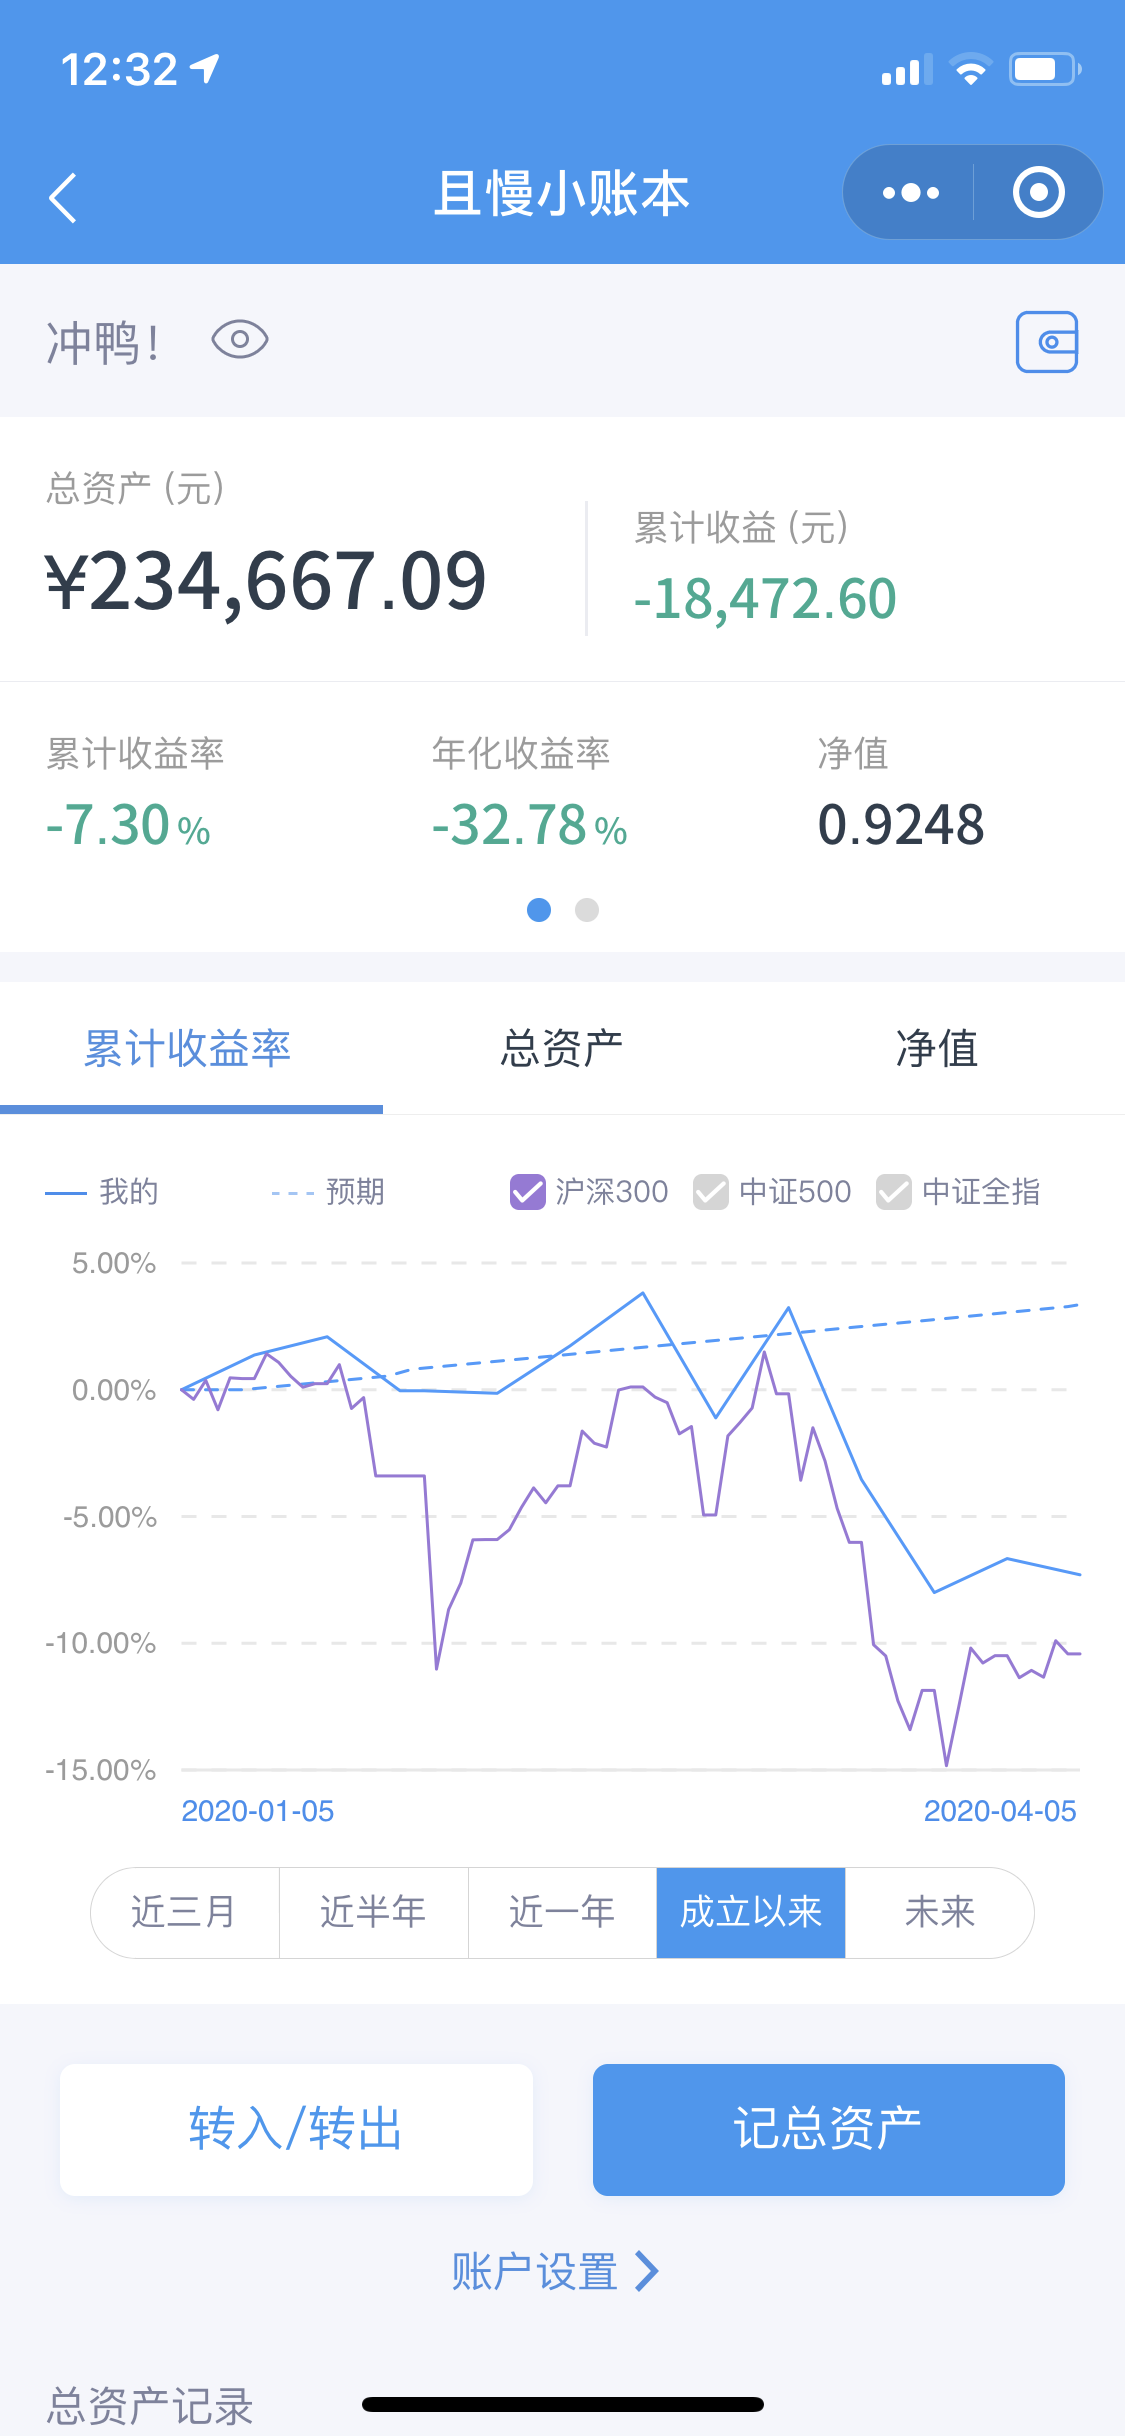 12:32
且慢小账本
冲鸭！
总资产 (元)
¥234,667.09
累计收益 (元)
-18,472.60
累计收益率 年化收益率 净值
-7.30 % -32.78 % 0.9248
累计收益率 总资产 净值
我的 预期 沪深300 中证500 中证全指
5.00%
0.00%
-5.00%
-10.00%
-15.00%
2020-01-05 2020-04-05
近三月 近半年 近一年 成立以来 未来
转入/转出 记总资产
账户设置
总资产记录